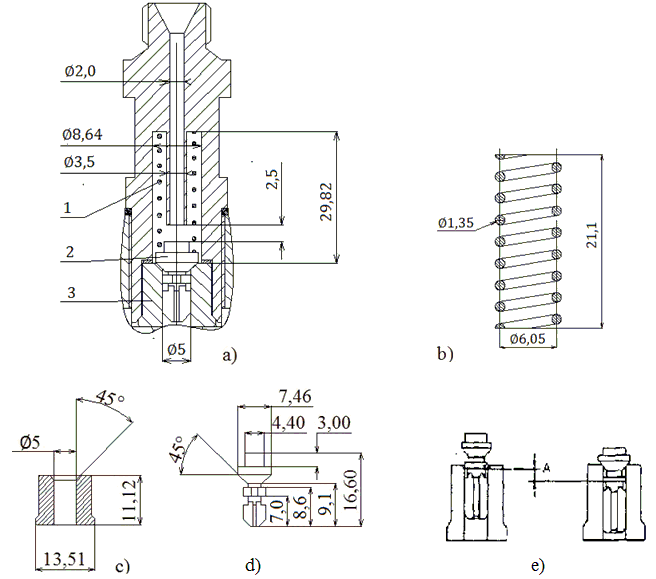 Ø2,0
Ø8,64
Ø3,5
1
2
3
2,5
29,82
Ø5
a)
Ø1,35
21,1
Ø6,05
b)
45°
Ø5
11,12
13,51
c)
7,46
4,40
3,00
45°
16,60
9,1
8,6
7,0
d)
A
e)